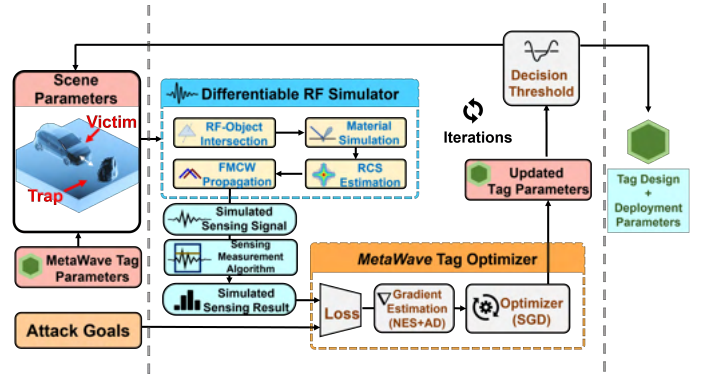 Scene
Parameters
Victim
Trap
MetaWave Tag
Parameters
Attack Goals
Differentiable RF Simulator
RF-Object
Intersection
Material
Simulation
FMCW
Propagation
RCS
Estimation
Simulated
Sensing Signal
Sensing
Measurement
Algorithm
Simulated
Sensing Result
MetaWave Tag Optimizer
Loss
∇ Gradient
Estimation
(NES+AD)
Optimizer
(SGD)
Updated
Tag Parameters
Iterations
Decision
Threshold
Tag Design
+
Deployment
Parameters